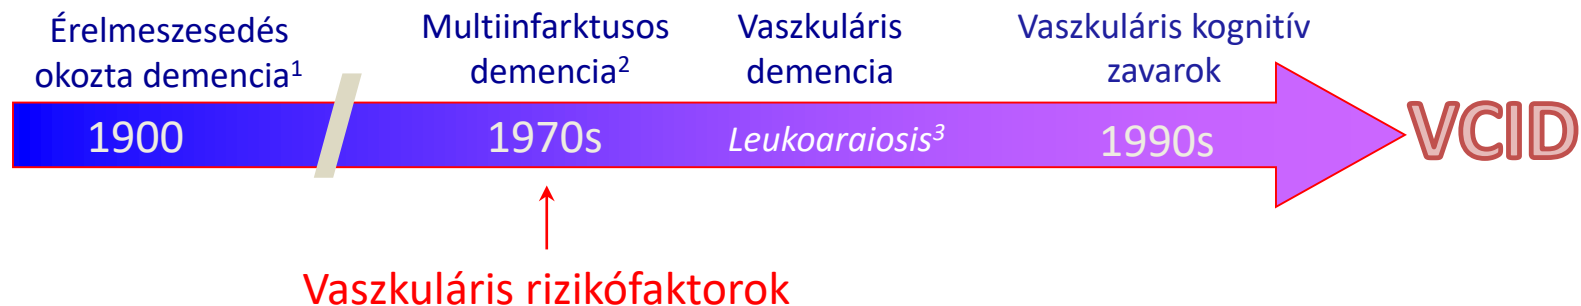 Érelmeszesedés
okozta demencia¹
Multiinfarktusos
demencia²
Vaszkuláris
demencia
Vaszkuláris kognitív
zavarok
1900
1970s
Leukoaraiosis³
1990s
VCID
Vaszkuláris rizikófaktorok